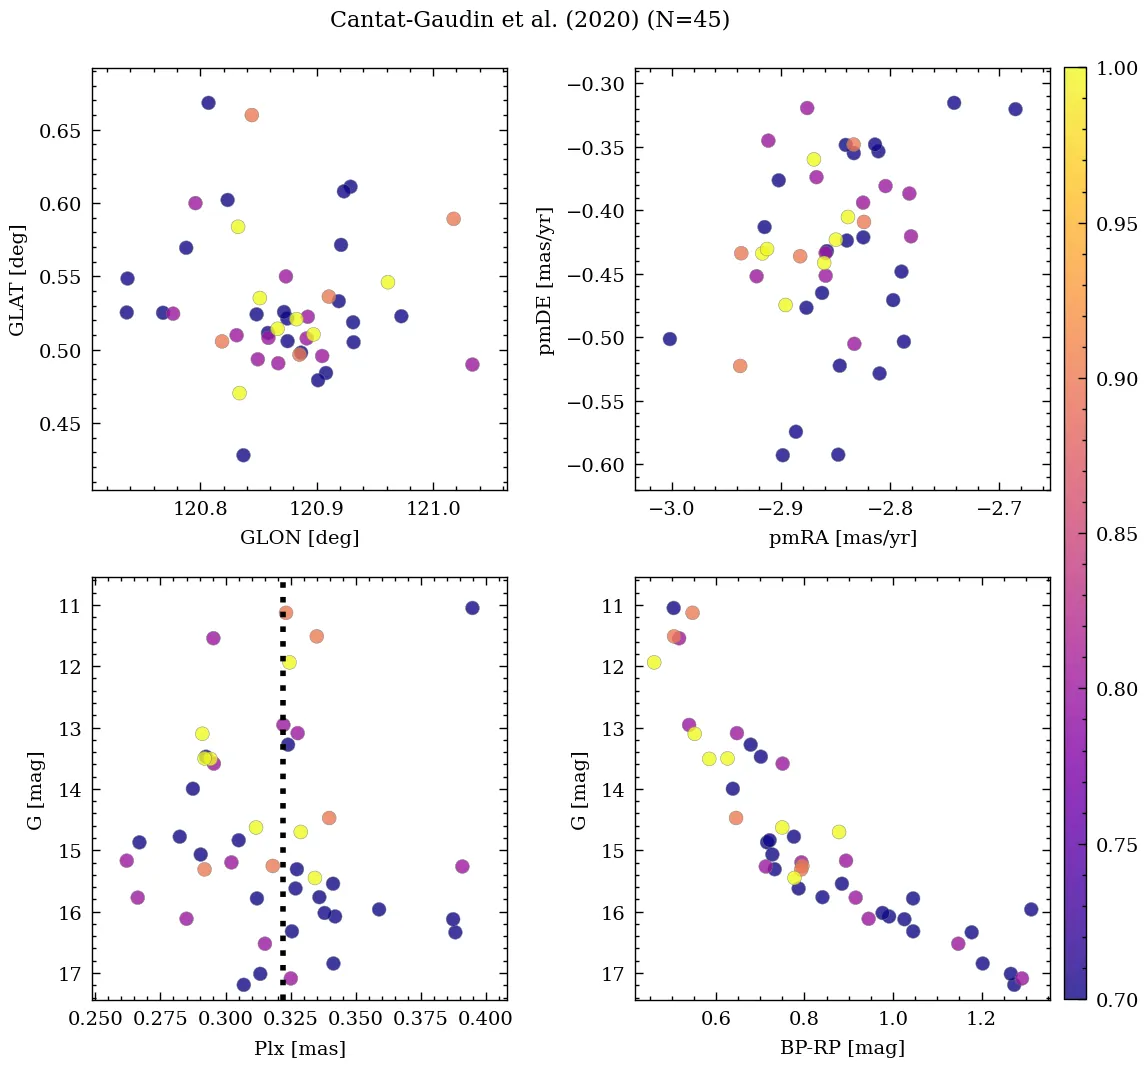 Cantat-Gaudin et al. (2020) (N=45)
0.65
0.60
0.55
0.50
0.45
GLAT [deg]
120.8 120.9 121.0
GLON [deg]
−0.30
−0.35
−0.40
−0.45
−0.50
−0.55
−0.60
pmDE [mas/yr]
−3.0 −2.9 −2.8 −2.7
pmRA [mas/yr]
11
12
13
14
15
16
17
G [mag]
0.250 0.275 0.300 0.325 0.350 0.375 0.400
Plx [mas]
11
12
13
14
15
16
17
G [mag]
0.6 0.8 1.0 1.2
BP-RP [mag]
1.00
0.95
0.90
0.85
0.80
0.75
0.70